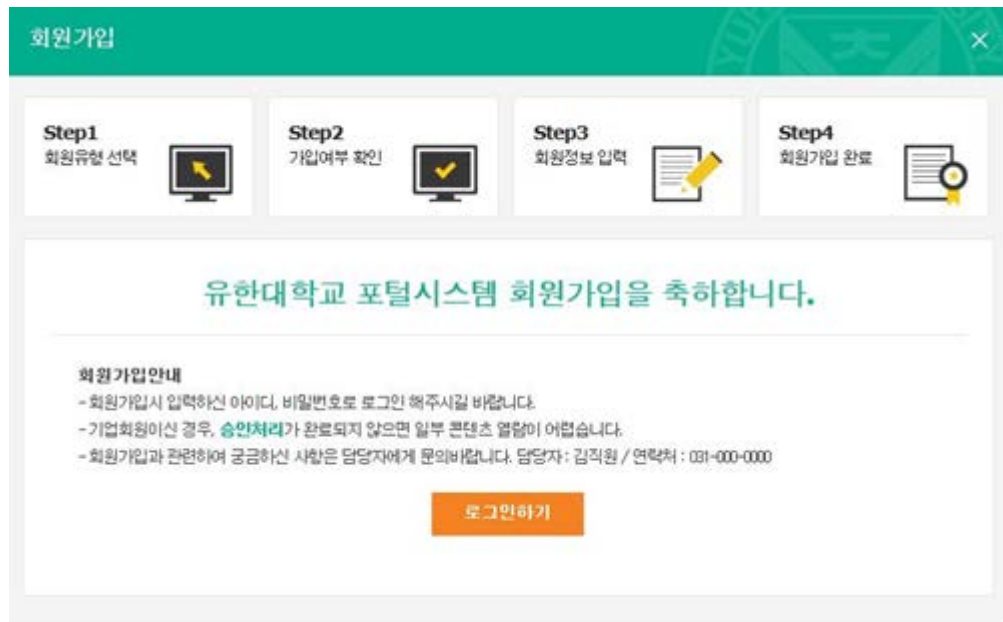 회원가입
Step1
회원유형 선택
Step2
가입여부 확인
Step3
회원정보 입력
Step4
회원가입 완료
유한대학교 포털시스템 회원가입을 축하합니다.
회원가입안내
- 회원가입시 입력하신 아이디, 비밀번호로 로그인 해주시길 바랍니다.
- 기업회원이신 경우, 승인처리가 완료되지 않으면 일부 콘텐츠 열람이 어렵습니다.
- 회원가입과 관련하여 궁금하신 사항은 담당자에게 문의바랍니다. 담당자 : 김직원 / 연락처 : 031-000-0000
로그인하기